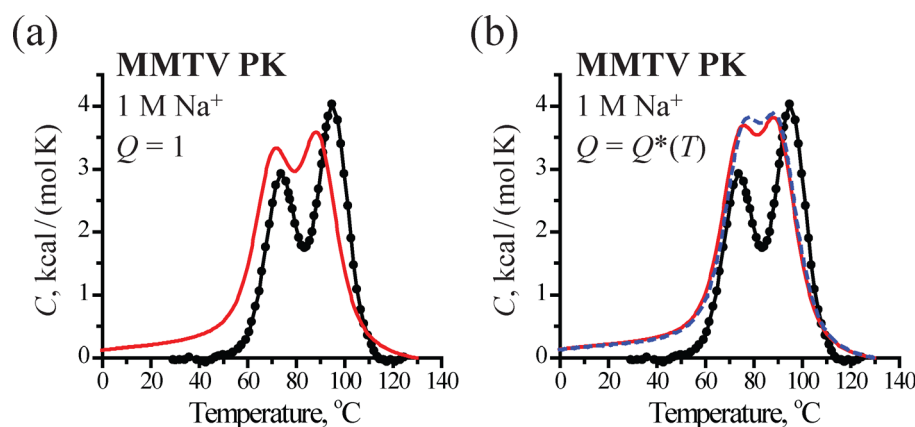 (a)
MMTV PK
1 M Na⁺
Q = 1
C, kcal/(mol K)
4
3
2
1
0
0 20 40 60 80 100 120 140
Temperature, °C
(b)
MMTV PK
1 M Na⁺
Q = Q*(T)
C, kcal/(mol K)
4
3
2
1
0
0 20 40 60 80 100 120 140
Temperature, °C